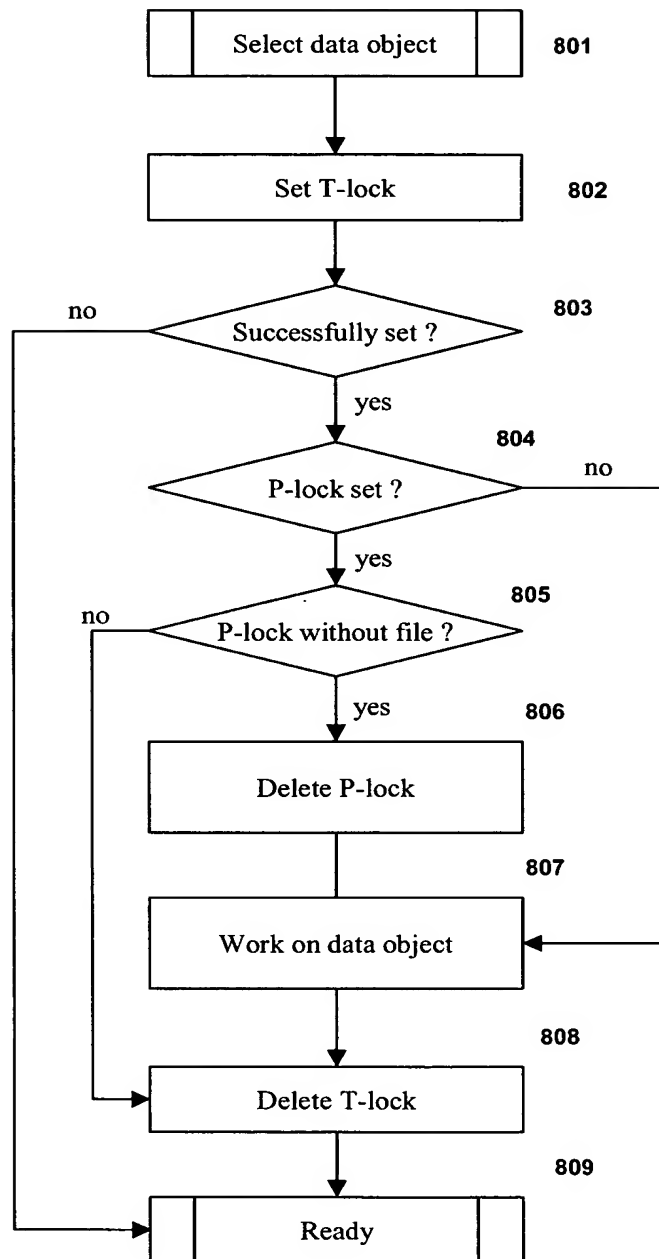 Select data object
801
Set T-lock
802
803
no
Successfully set ?
yes
804
P-lock set ?
no
yes
805
no
P-lock without file ?
yes
806
Delete P-lock
807
Work on data object
808
Delete T-lock
809
Ready